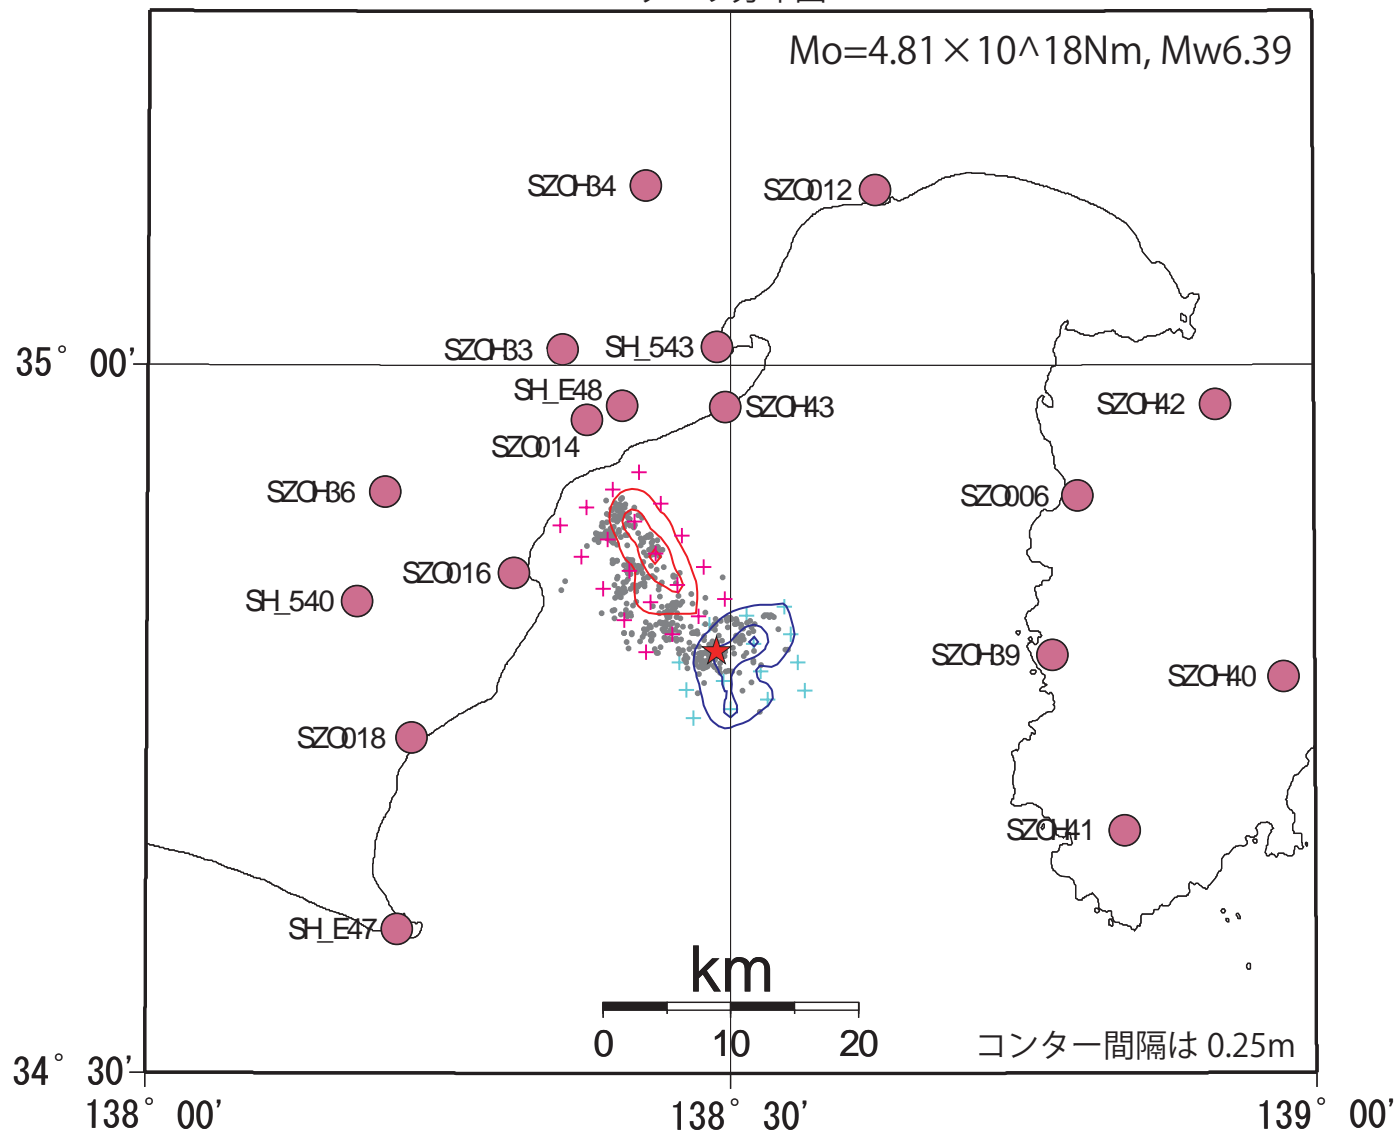 Mo=4.81×10^18Nm, Mw6.39
SZOH34
SZO012
SZOH33
SH_543
35° 00'
SH_E48
SZOH43
SZOH42
SZO014
SZOH36
SZO006
SZO016
SH_540
SZOH39
SZOH40
SZO018
SZOH41
SH_E47
km
0 10 20
コンター間隔は 0.25m
34° 30'
138° 00'
138° 30'
139° 00'